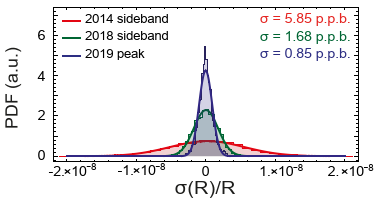 2014 sideband σ = 5.85 p.p.b.
2018 sideband σ = 1.68 p.p.b.
2019 peak σ = 0.85 p.p.b.
PDF (a.u.)
6
4
2
0
-2.×10⁻⁸ -1.×10⁻⁸ 0 1.×10⁻⁸ 2.×10⁻⁸
σ(R)/R